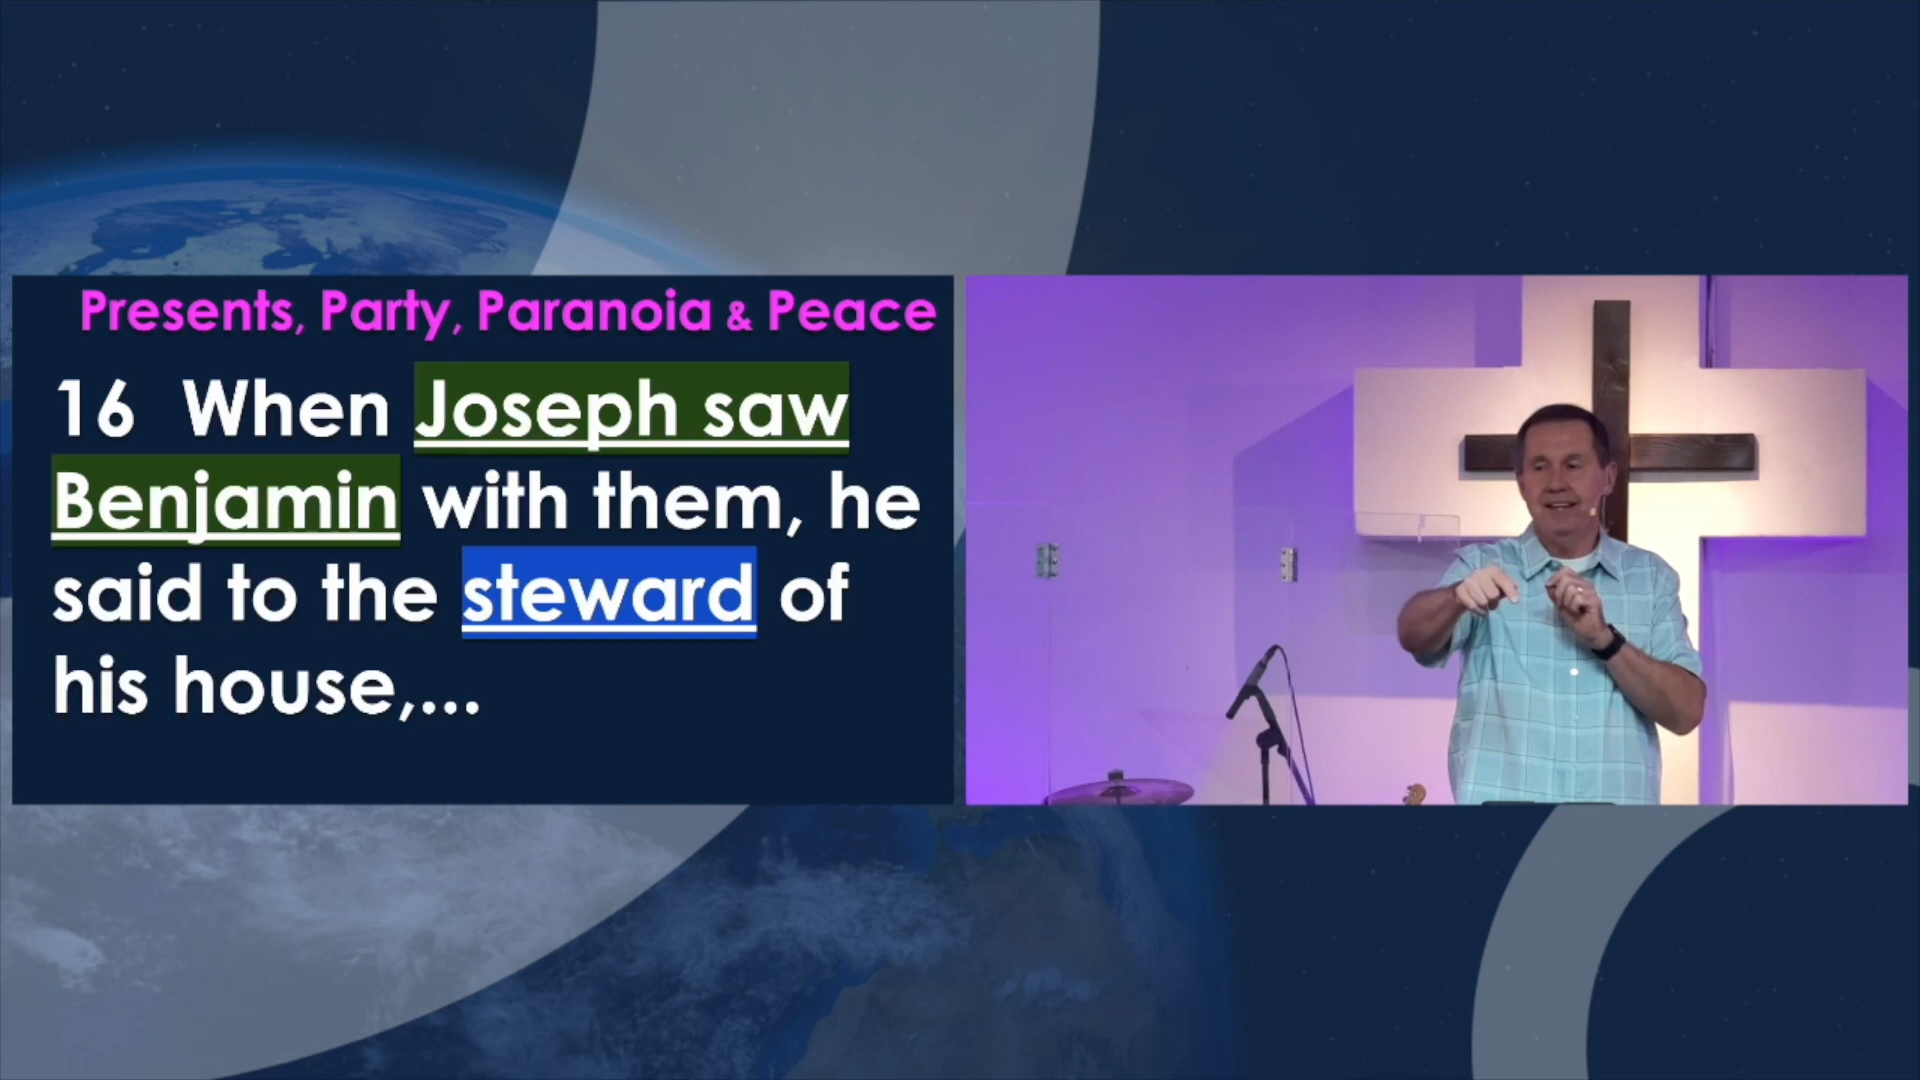 Presents, Party, Paranoia & Peace
16 When Joseph saw
Benjamin with them, he
said to the steward of
his house,...